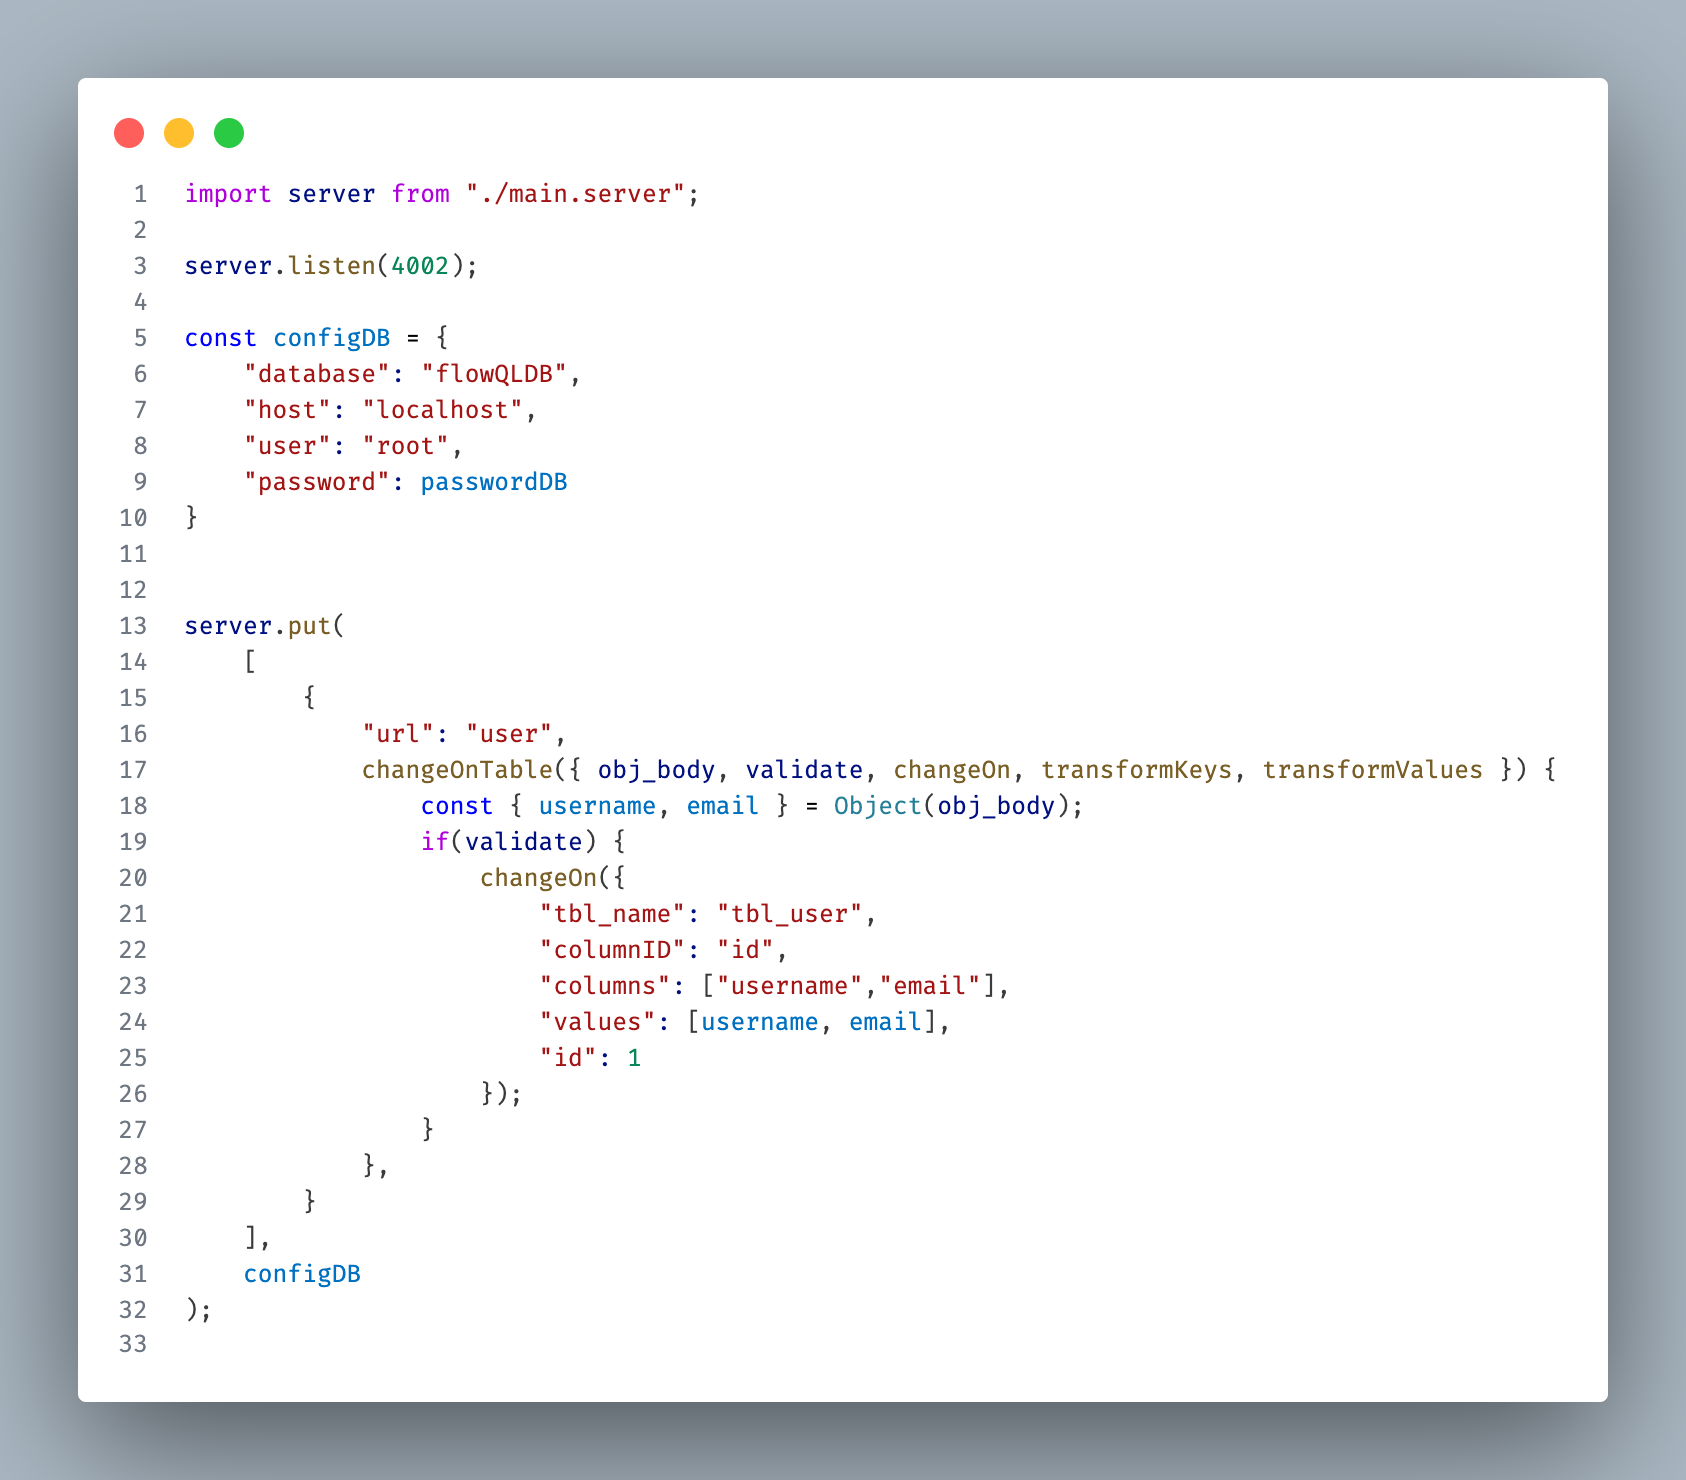 1 import server from "./main.server";
2
3 server.listen(4002);
4
5 const configDB = {
6     "database": "flowQLDB",
7     "host": "localhost",
8     "user": "root",
9     "password": passwordDB
10 }
11
12
13 server.put(
14     [
15         {
16             "url": "user",
17             changeOnTable({ obj_body, validate, changeOn, transformKeys, transformValues }) {
18                 const { username, email } = Object(obj_body);
19                 if(validate) {
20                     changeOn({
21                         "tbl_name": "tbl_user",
22                         "columnID": "id",
23                         "columns": ["username","email"],
24                         "values": [username, email],
25                         "id": 1
26                     });
27                 }
28             },
29         }
30     ],
31     configDB
32 );
33